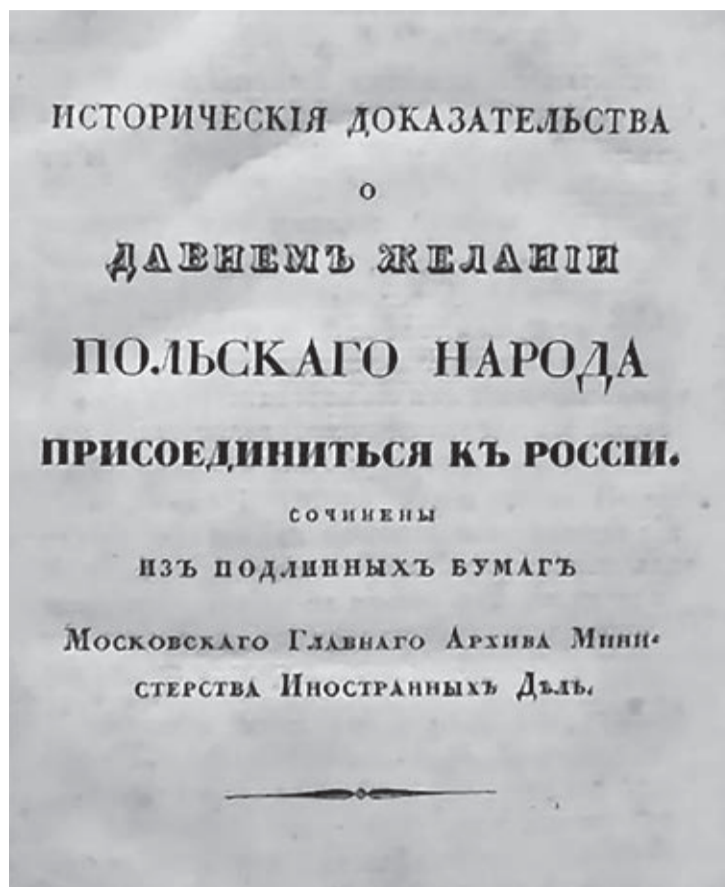 ИСТОРИЧЕСКІЯ ДОКАЗАТЕЛЬСТВА
О
ДАВНЕМЪ ЖЕЛАНІИ
ПОЛЬСКАГО НАРОДА
ПРИСОЕДИНИТЬСЯ КЪ РОССІИ.
СОЧИНЕНЫ
ИЗЪ ПОДЛИННЫХЪ БУМАГЪ
МОСКОВСКАГО ГЛАВНАГО АРХИВА МИНИ-
СТЕРСТВА ИНОСТРАННЫХЪ ДѢЛЪ.